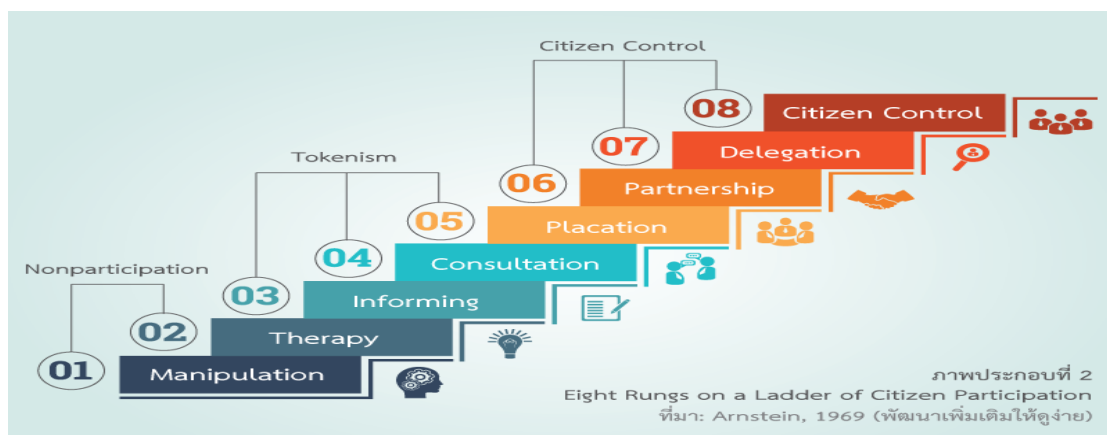 Citizen Control
08 Citizen Control
07 Delegation
Tokenism
06 Partnership
05 Placation
04 Consultation
Nonparticipation
03 Informing
02 Therapy
01 Manipulation
ภาพประกอบที่ 2
Eight Rungs on a Ladder of Citizen Participation
ที่มา: Arnstein, 1969 (พัฒนาเพิ่มเติมให้ดูง่าย)